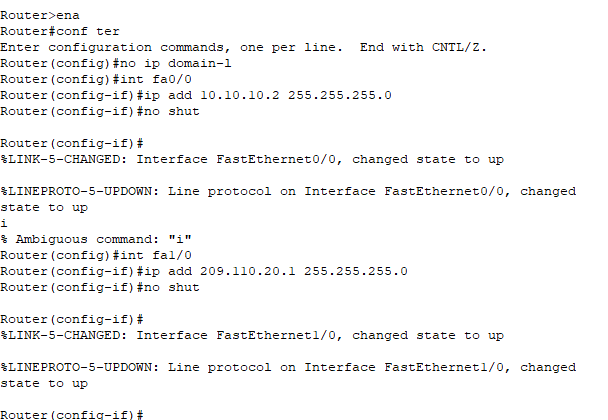 Router>ena
Router#conf ter
Enter configuration commands, one per line.  End with CNTL/Z.
Router(config)#no ip domain-l
Router(config)#int fa0/0
Router(config-if)#ip add 10.10.10.2 255.255.255.0
Router(config-if)#no shut
Router(config-if)#
%LINK-5-CHANGED: Interface FastEthernet0/0, changed state to up
%LINEPROTO-5-UPDOWN: Line protocol on Interface FastEthernet0/0, changed
state to up
i
% Ambiguous command: "i"
Router(config)#int fa1/0
Router(config-if)#ip add 209.110.20.1 255.255.255.0
Router(config-if)#no shut
Router(config-if)#
%LINK-5-CHANGED: Interface FastEthernet1/0, changed state to up
%LINEPROTO-5-UPDOWN: Line protocol on Interface FastEthernet1/0, changed
state to up
Router(config-if)#